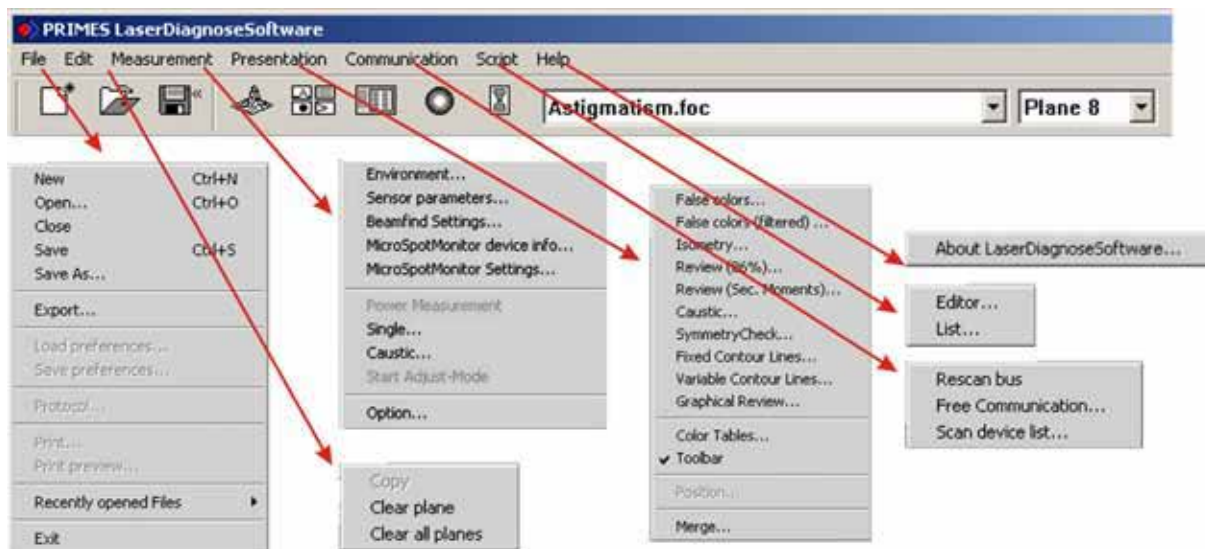 PRIMES LaserDiagnoseSoftware
File Edit Measurement Presentation Communication Script Help
Astigmatism.foc
Plane 8
New Ctrl+N
Open... Ctrl+O
Close
Save Ctrl+S
Save As...
Export...
Load preferences...
Save preferences...
Protocol...
Print...
Print preview...
Recently opened Files
Exit
Copy
Clear plane
Clear all planes
Environment...
Sensor parameters...
Beamfind Settings...
MicroSpotMonitor device info...
MicroSpotMonitor Settings...
Power Measurement
Single...
Caustic...
Start Adjust-Mode
Option...
False colors...
False colors (filtered) ...
Isometry...
Review (86%)...
Review (Sec. Moments)...
Caustic...
SymmetryCheck...
Fixed Contour Lines...
Variable Contour Lines...
Graphical Review...
Color Tables...
Toolbar
Position...
Merge...
About LaserDiagnoseSoftware...
Editor...
List...
Rescan bus
Free Communication...
Scan device list...